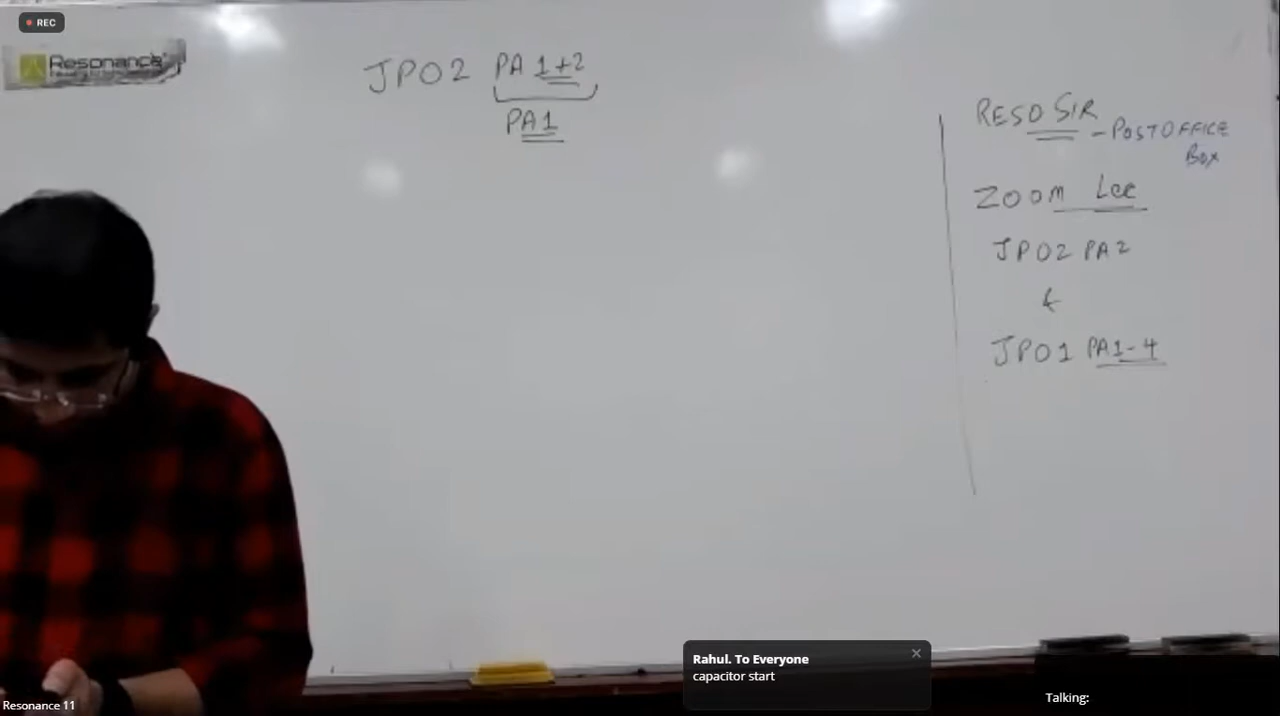 REC
Resonance
JPO2 PA 1+2
PA1
RESO SIR
- POSTOFFICE
BOX
ZOOM Lec
JPO2 PA2
&
JPO1 PA1-4
Rahul. To Everyone
capacitor start
Talking:
Resonance 11